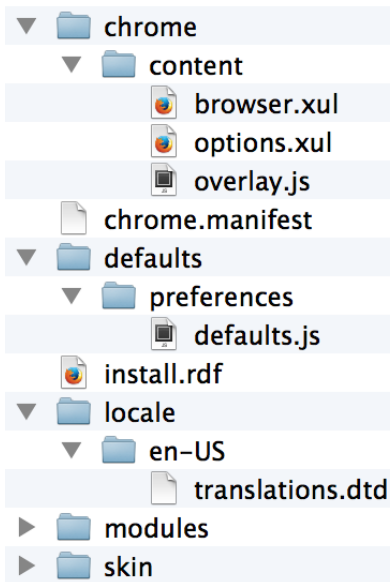 chrome
content
browser.xul
options.xul
overlay.js
chrome.manifest
defaults
preferences
defaults.js
install.rdf
locale
en-US
translations.dtd
modules
skin